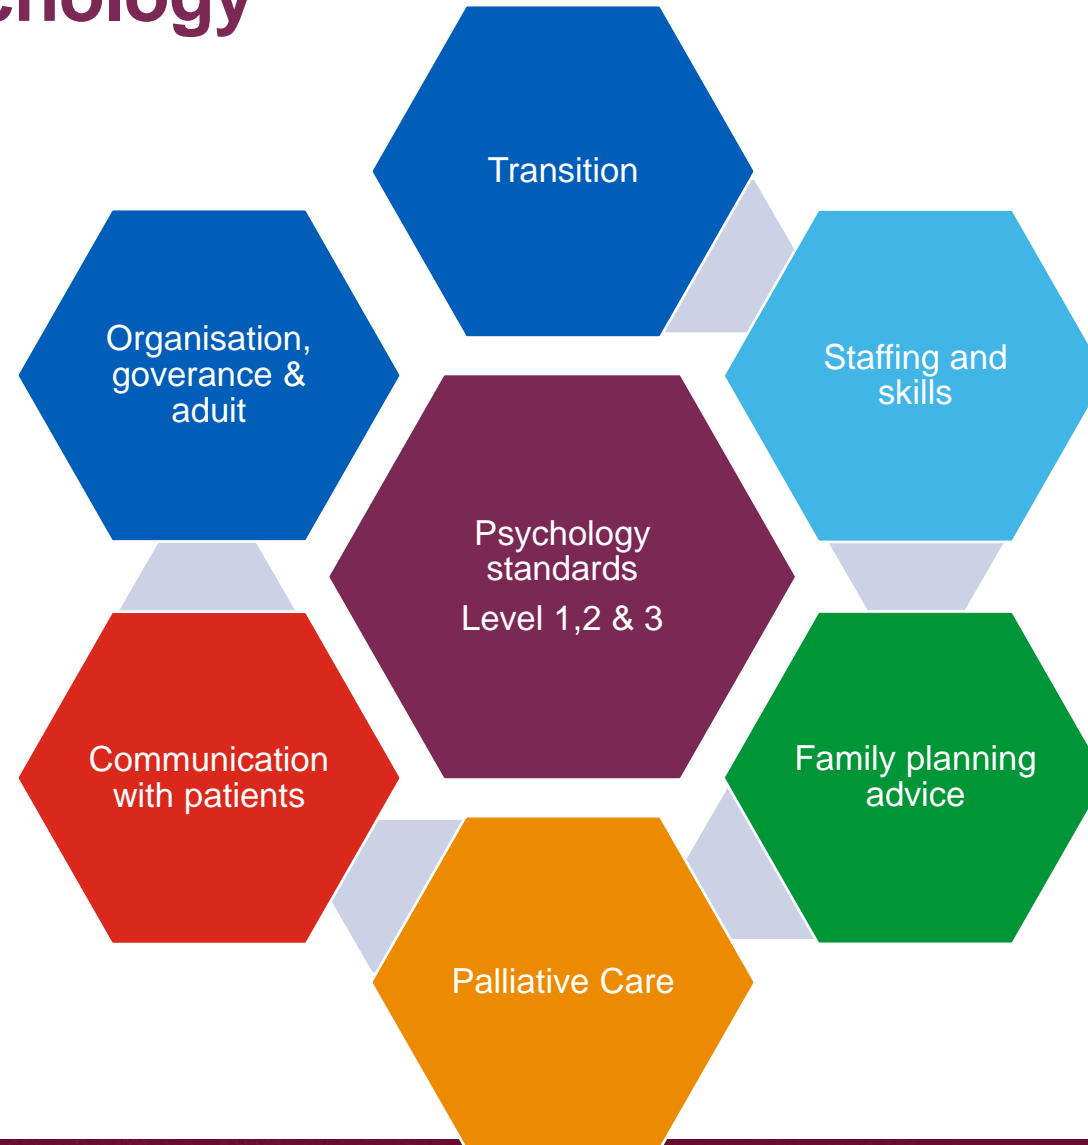 chology
Transition
Organisation,
goverance &
aduit
Staffing and
skills
Psychology
standards
Level 1,2 & 3
Communication
with patients
Family planning
advice
Palliative Care